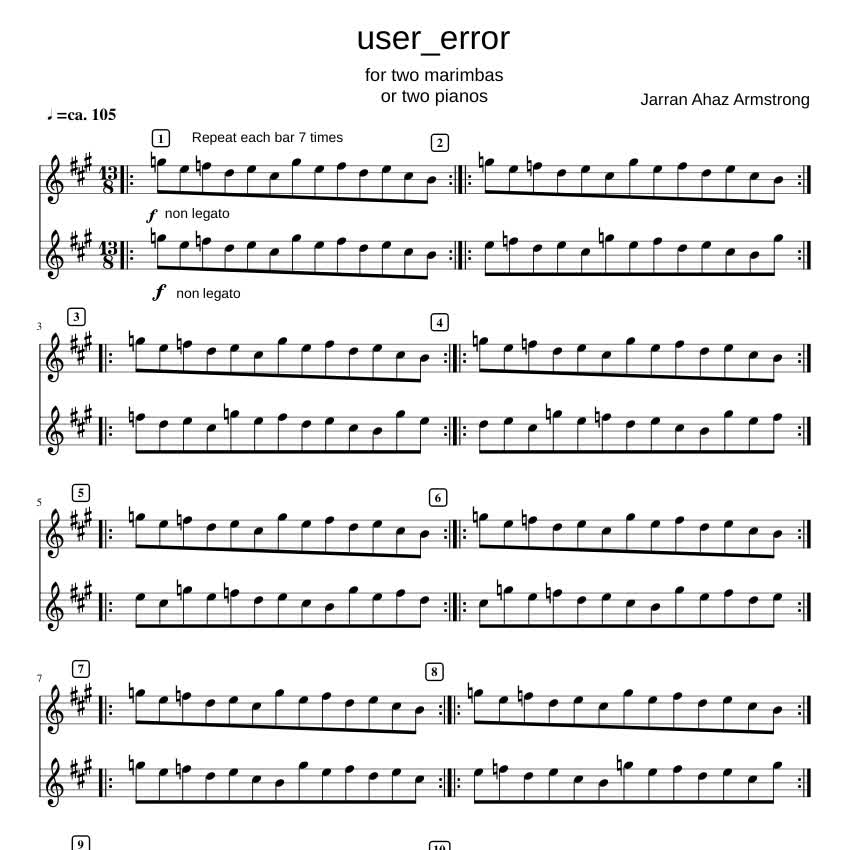 user_error
for two marimbas
or two pianos
Jarran Ahaz Armstrong
♩=ca. 105
1
Repeat each bar 7 times
2
13
8
f non legato
13
8
f non legato
3
3
4
5
5
6
7
7
8
9
10